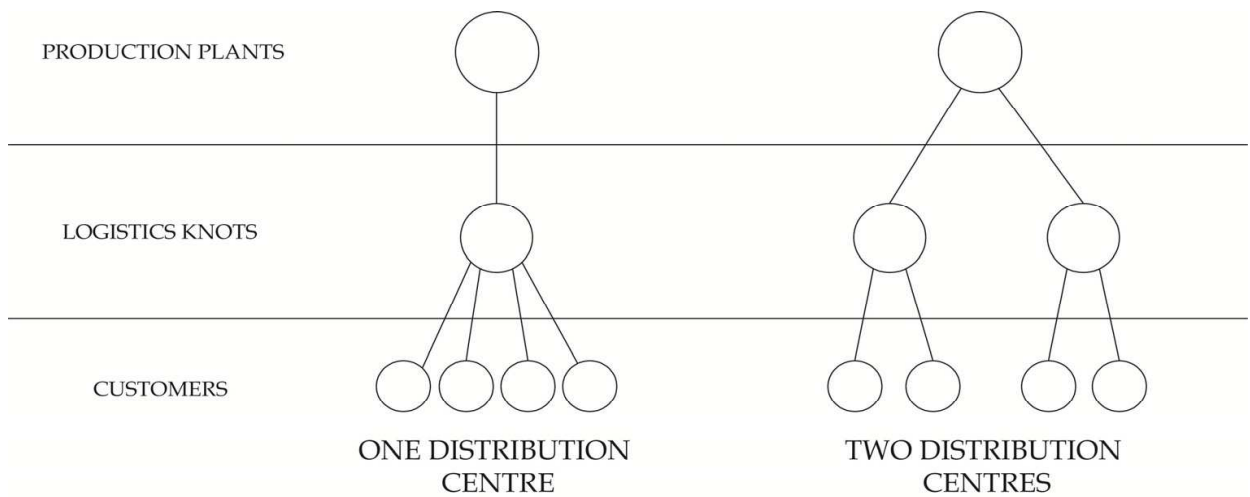 PRODUCTION PLANTS
LOGISTICS KNOTS
CUSTOMERS
ONE DISTRIBUTION
CENTRE
TWO DISTRIBUTION
CENTRES